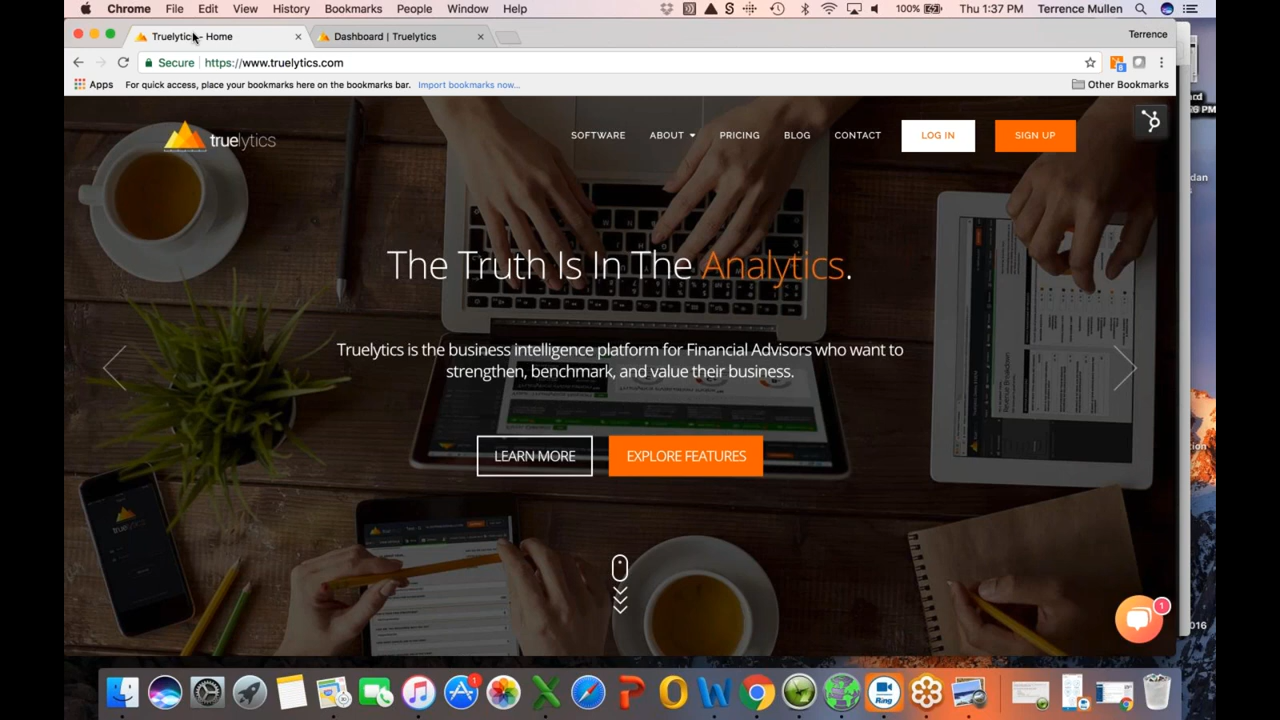 Chrome File Edit View History Bookmarks People Window Help 100% Thu 1:37 PM Terrence Mullen
Truelytics - Home
Dashboard | Truelytics
Terrence
Secure https://www.truelytics.com
Apps For quick access, place your bookmarks here on the bookmarks bar. Import bookmarks now... Other Bookmarks
truelytics
SOFTWARE ABOUT PRICING BLOG CONTACT LOG IN SIGN UP
The Truth Is In The Analytics.
Truelytics is the business intelligence platform for Financial Advisors who want to
strengthen, benchmark, and value their business.
LEARN MORE EXPLORE FEATURES
1
2016
1
Ring